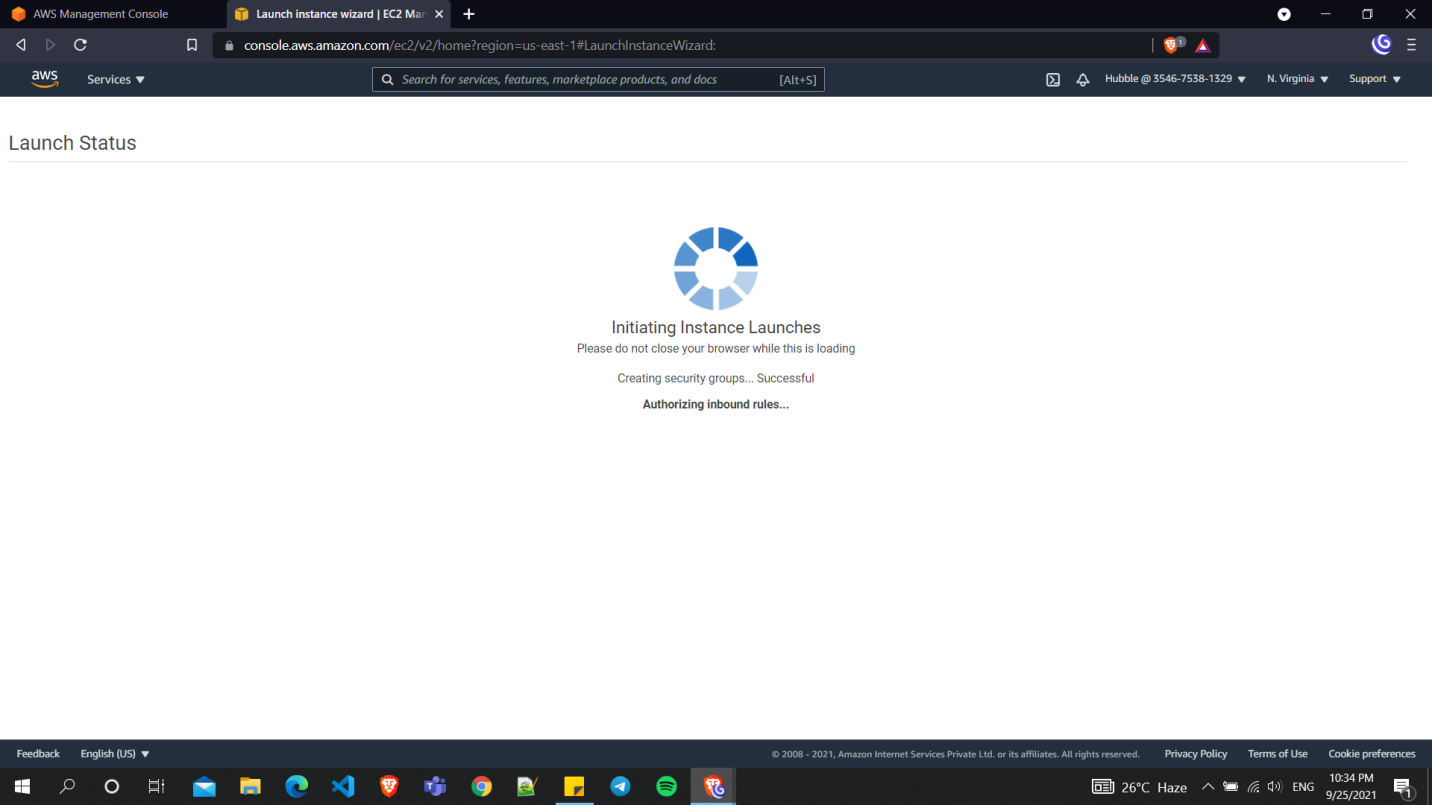 AWS Management Console
Launch instance wizard | EC2 Man
console.aws.amazon.com/ec2/v2/home?region=us-east-1#LaunchInstanceWizard:
1
aws
Services
Search for services, features, marketplace products, and docs
[Alt+S]
Hubble @ 3546-7538-1329
N. Virginia
Support
Launch Status
Initiating Instance Launches
Please do not close your browser while this is loading
Creating security groups... Successful
Authorizing inbound rules...
Feedback
English (US)
© 2008 - 2021, Amazon Internet Services Private Ltd. or its affiliates. All rights reserved.
Privacy Policy
Terms of Use
Cookie preferences
26°C Haze
ENG
10:34 PM
9/25/2021
1